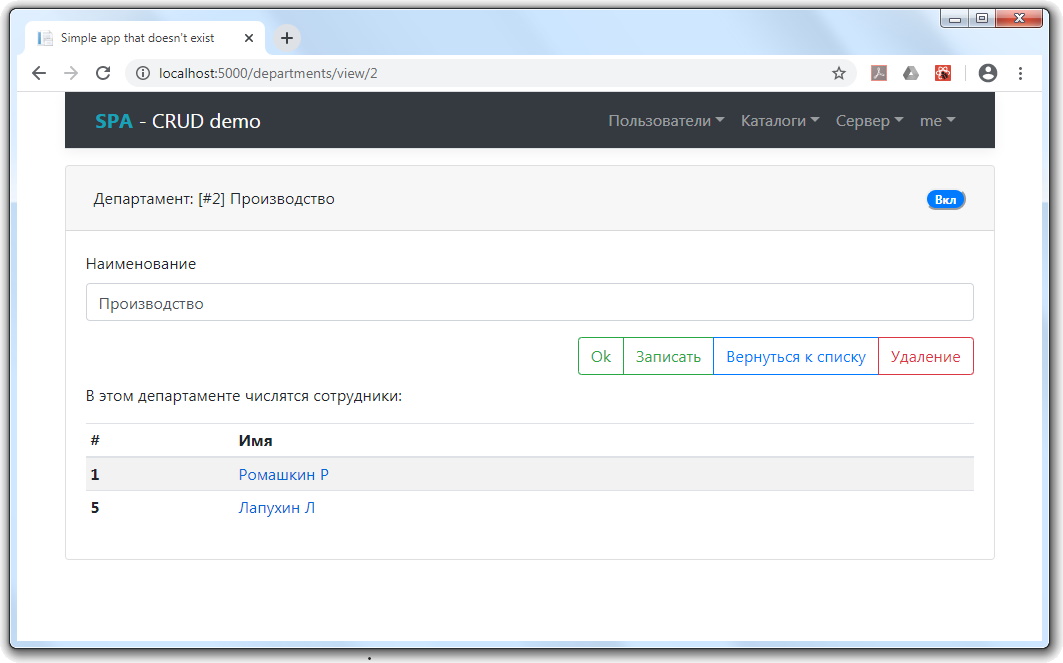 Simple app that doesn't exist
localhost:5000/departments/view/2
SPA - CRUD demo Пользователи Каталоги Сервер me
Департамент: [#2] Производство Вкл
Наименование
Производство
Ok Записать Вернуться к списку Удаление
В этом департаменте числятся сотрудники:
# Имя
1 Ромашкин Р
5 Лапухин Л